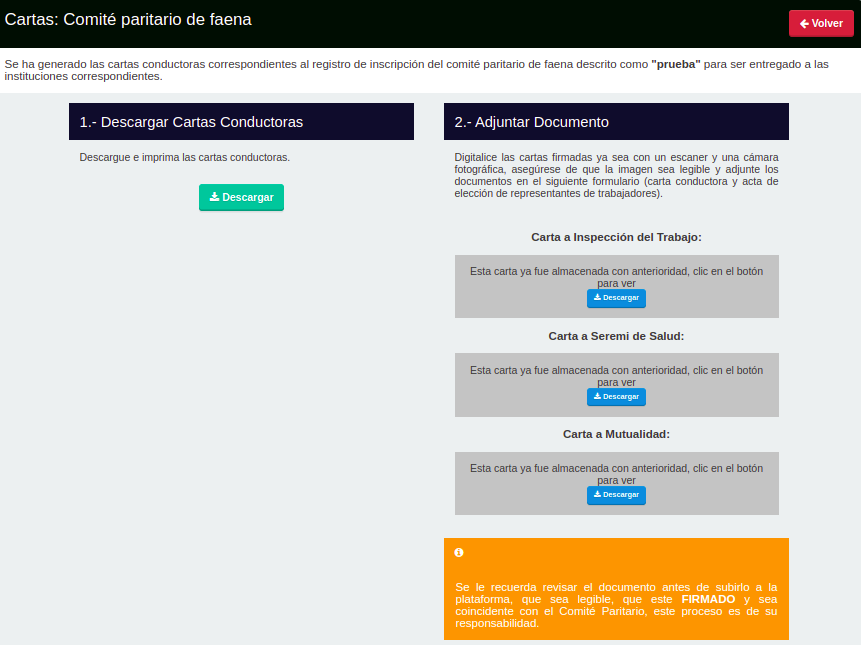 Cartas: Comité paritario de faena
Volver
Se ha generado las cartas conductoras correspondientes al registro de inscripción del comité paritario de faena descrito como "prueba" para ser entregado a las
instituciones correspondientes.
1.- Descargar Cartas Conductoras
Descargue e imprima las cartas conductoras.
Descargar
2.- Adjuntar Documento
Digitalice las cartas firmadas ya sea con un escaner y una cámara
fotográfica, asegúrese de que la imagen sea legible y adjunte los
documentos en el siguiente formulario (carta conductora y acta de
elección de representantes de trabajadores).
Carta a Inspección del Trabajo:
Esta carta ya fue almacenada con anterioridad, clic en el botón
para ver
Descargar
Carta a Seremi de Salud:
Esta carta ya fue almacenada con anterioridad, clic en el botón
para ver
Descargar
Carta a Mutualidad:
Esta carta ya fue almacenada con anterioridad, clic en el botón
para ver
Descargar
Se le recuerda revisar el documento antes de subirlo a la
plataforma, que sea legible, que este FIRMADO y sea
coincidente con el Comité Paritario, este proceso es de su
responsabilidad.